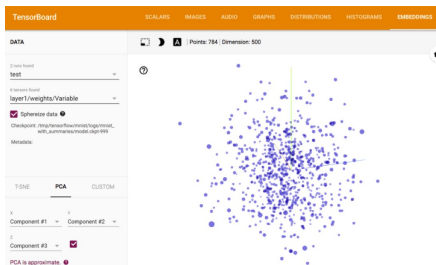 TensorBoard
SCALARS IMAGES AUDIO GRAPHS DISTRIBUTIONS HISTOGRAMS EMBEDDINGS
DATA
A Points: 784 | Dimension: 500
test
layer1/weights/Variable
Sphereize data
Checkpoint: /tmp/tensorflow/mnist/logs/mnist_
with_summaries/model.ckpt-999
Metadata:
T-SNE PCA CUSTOM
X Y
Component #1 Component #2
Z
Component #3
PCA is approximate.